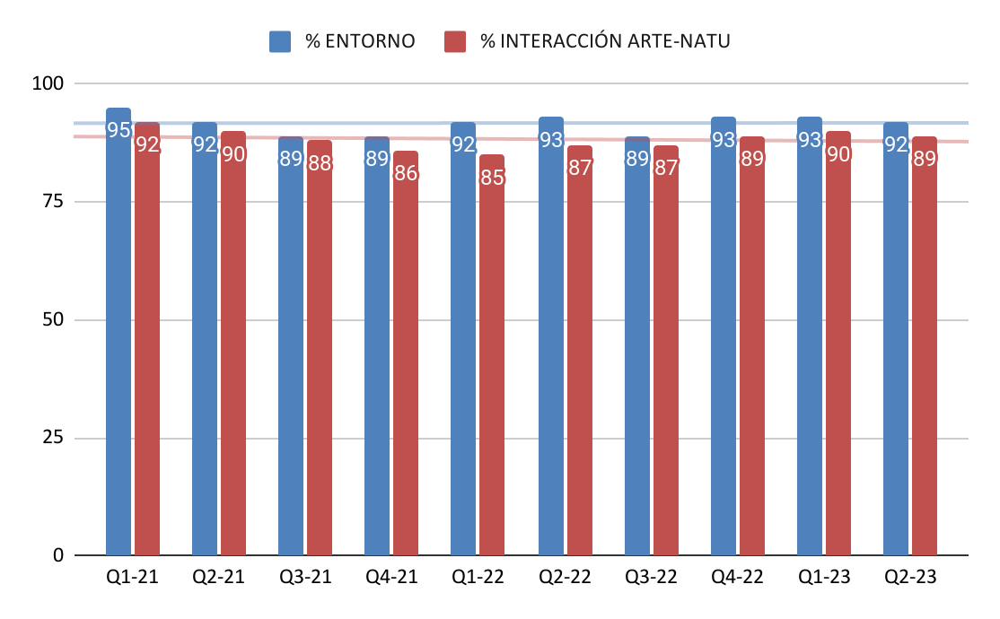 % ENTORNO % INTERACCIÓN ARTE-NATU
100
75
50
25
0
95 92 92 90 89 88 89 86 92 85 93 87 89 87 93 89 93 90 92 89
Q1-21 Q2-21 Q3-21 Q4-21 Q1-22 Q2-22 Q3-22 Q4-22 Q1-23 Q2-23